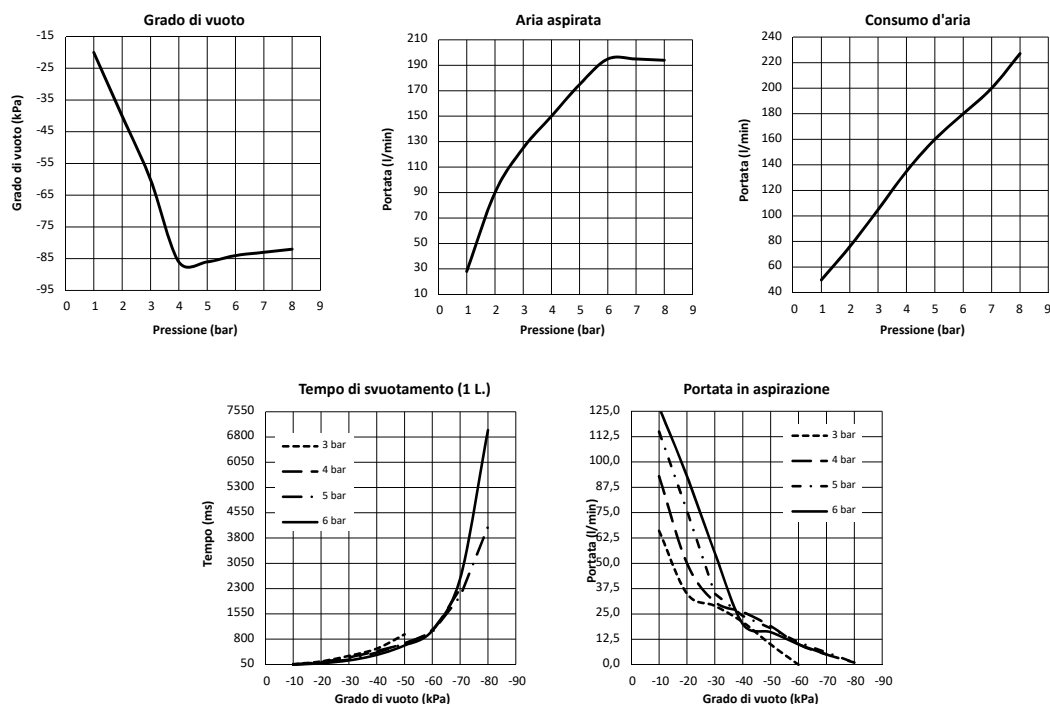 Grado di vuoto
Grado di vuoto (kPa)
-15
-25
-35
-45
-55
-65
-75
-85
-95
0 1 2 3 4 5 6 7 8 9
Pressione (bar)
Aria aspirata
Portata (l/min)
210
190
170
150
130
110
90
70
50
30
10
0 1 2 3 4 5 6 7 8 9
Pressione (bar)
Consumo d'aria
Portata (l/min)
240
220
200
180
160
140
120
100
80
60
40
0 1 2 3 4 5 6 7 8 9
Pressione (bar)
Tempo di svuotamento (1 L.)
Tempo (ms)
7550
6800
6050
5300
4550
3800
3050
2300
1550
800
50
3 bar
4 bar
5 bar
6 bar
0 -10 -20 -30 -40 -50 -60 -70 -80 -90
Grado di vuoto (kPa)
Portata in aspirazione
Portata (l/min)
125,0
112,5
100,0
87,5
75,0
62,5
50,0
37,5
25,0
12,5
0,0
3 bar
4 bar
5 bar
6 bar
0 -10 -20 -30 -40 -50 -60 -70 -80 -90
Grado di vuoto (kPa)